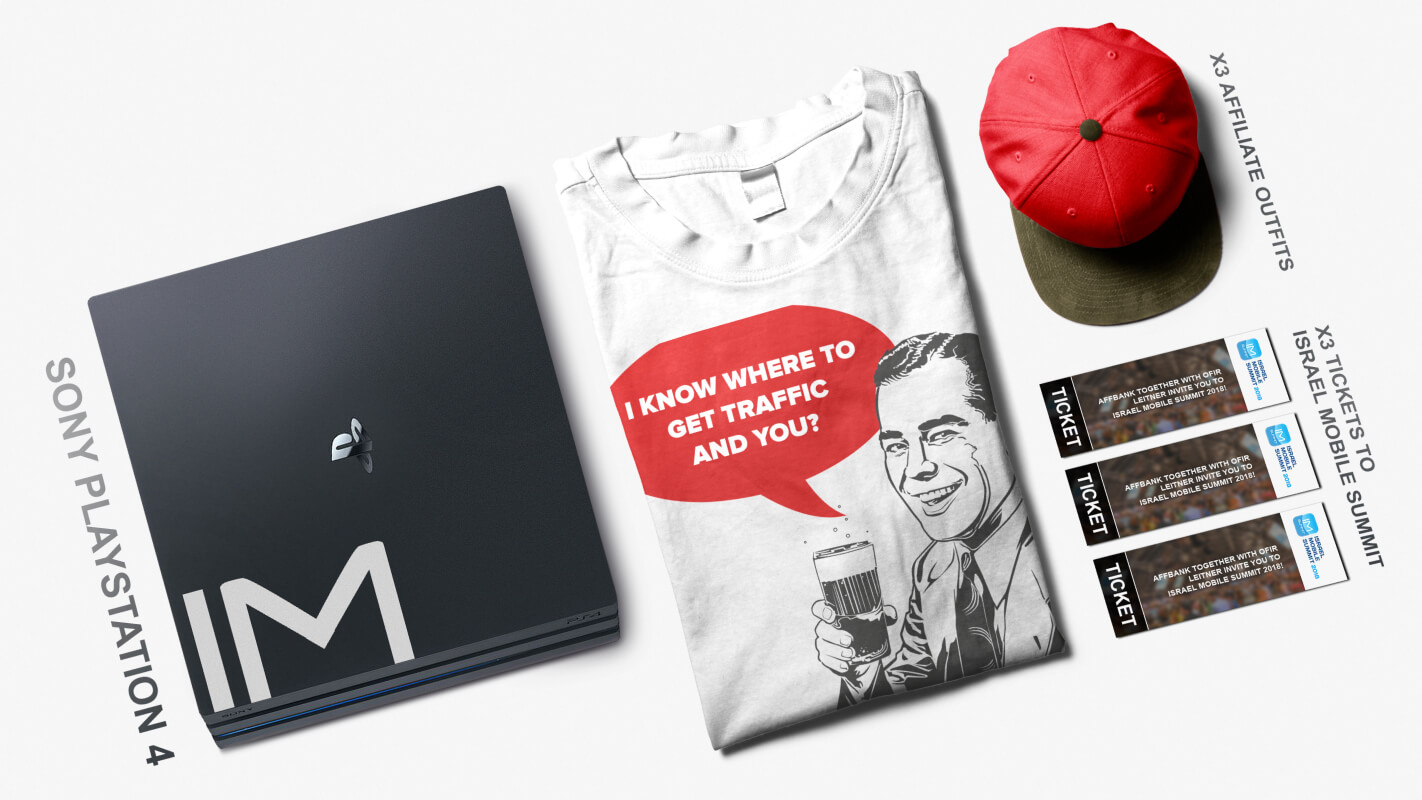 SONY PLAYSTATION 4
IM
SONY
PS4
I KNOW WHERE TO
GET TRAFFIC
AND YOU?
X3 AFFILIATE OUTFITS
X3 TICKETS TO
ISRAEL MOBILE SUMMIT
TICKET
AFFBANK TOGETHER WITH OFIR
LEITNER INVITE YOU TO
ISRAEL MOBILE SUMMIT 2018!
ISRAEL
MOBILE
SUMMIT 2018
TICKET
AFFBANK TOGETHER WITH OFIR
LEITNER INVITE YOU TO
ISRAEL MOBILE SUMMIT 2018!
ISRAEL
MOBILE
SUMMIT 2018
TICKET
AFFBANK TOGETHER WITH OFIR
LEITNER INVITE YOU TO
ISRAEL MOBILE SUMMIT 2018!
ISRAEL
MOBILE
SUMMIT 2018